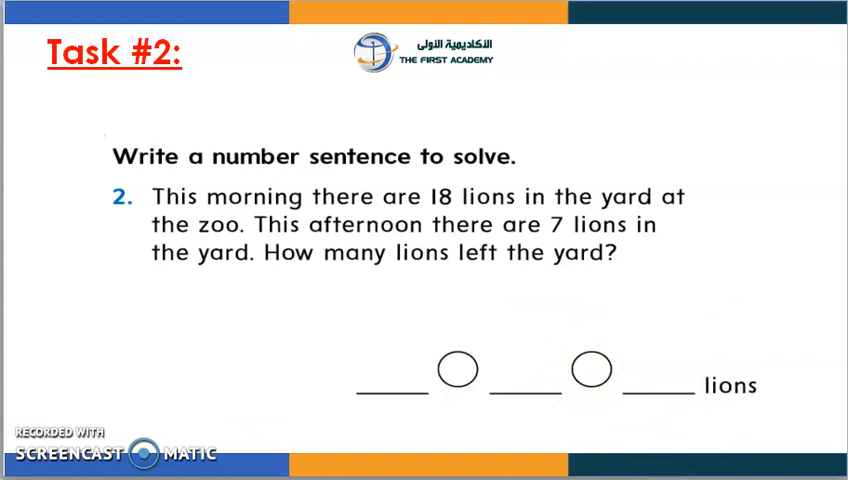 Task #2:
الأكاديمية الأولى
THE FIRST ACADEMY
Write a number sentence to solve.
2. This morning there are 18 lions in the yard at
the zoo. This afternoon there are 7 lions in
the yard. How many lions left the yard?
lions
RECORDED WITH
SCREENCAST MATIC